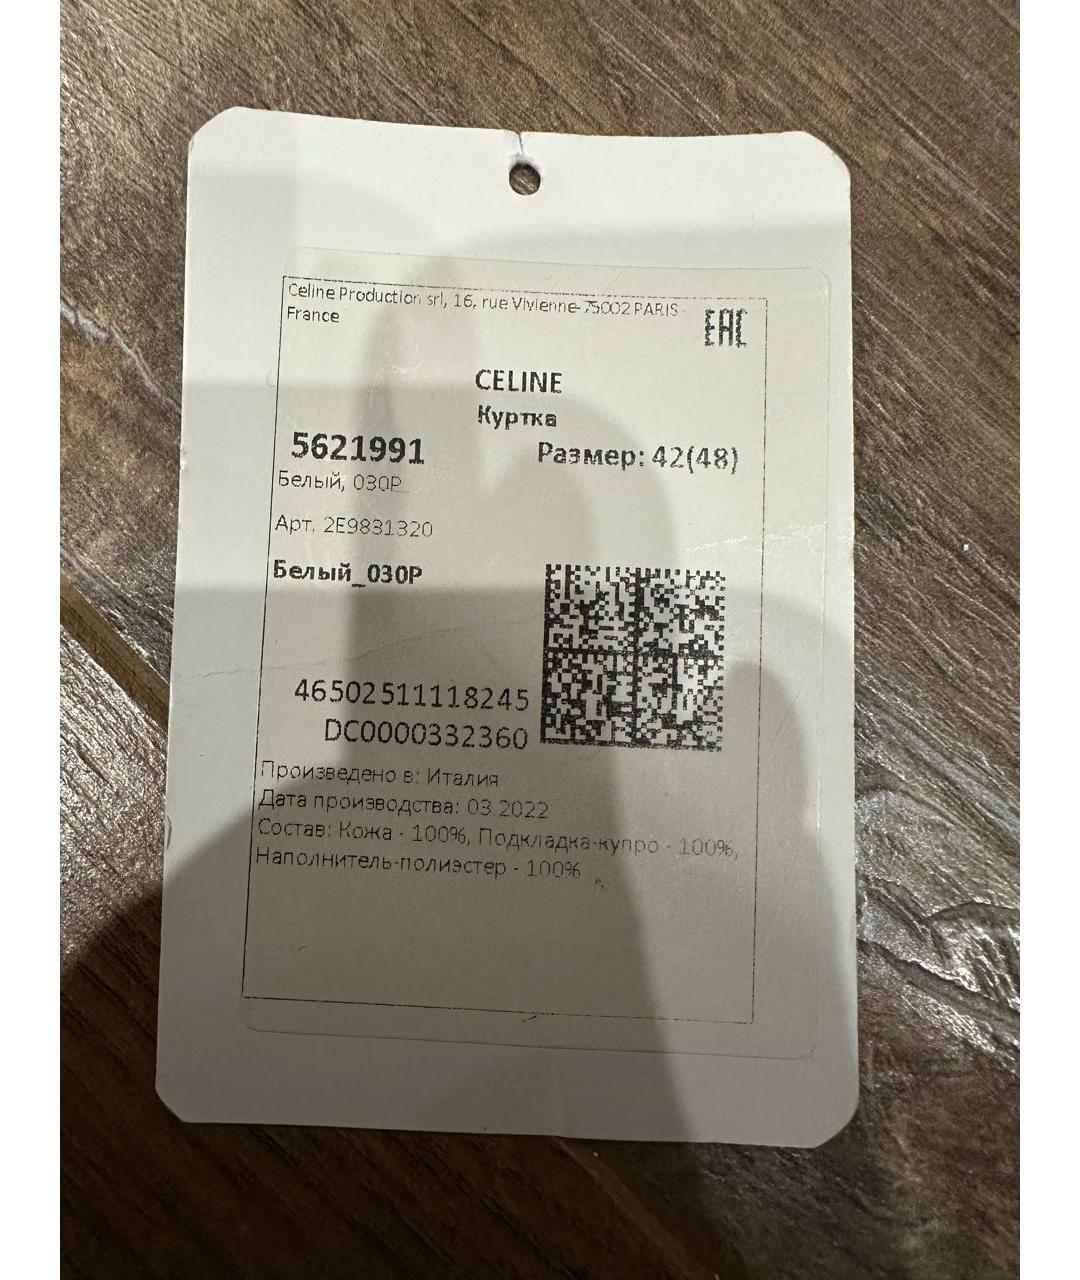 Celine Production srl, 16, rue Vivienne-75002 PARIS -
France
EAC
CELINE
Куртка
5621991
Размер: 42(48)
Белый, 030P
Арт. 2E9831320
Белый_030P
46502511118245
DC0000332360
Произведено в: Италия
Дата производства: 03.2022
Состав: Кожа - 100%, Подкладка-купро - 100%,
Наполнитель-полиэстер - 100%